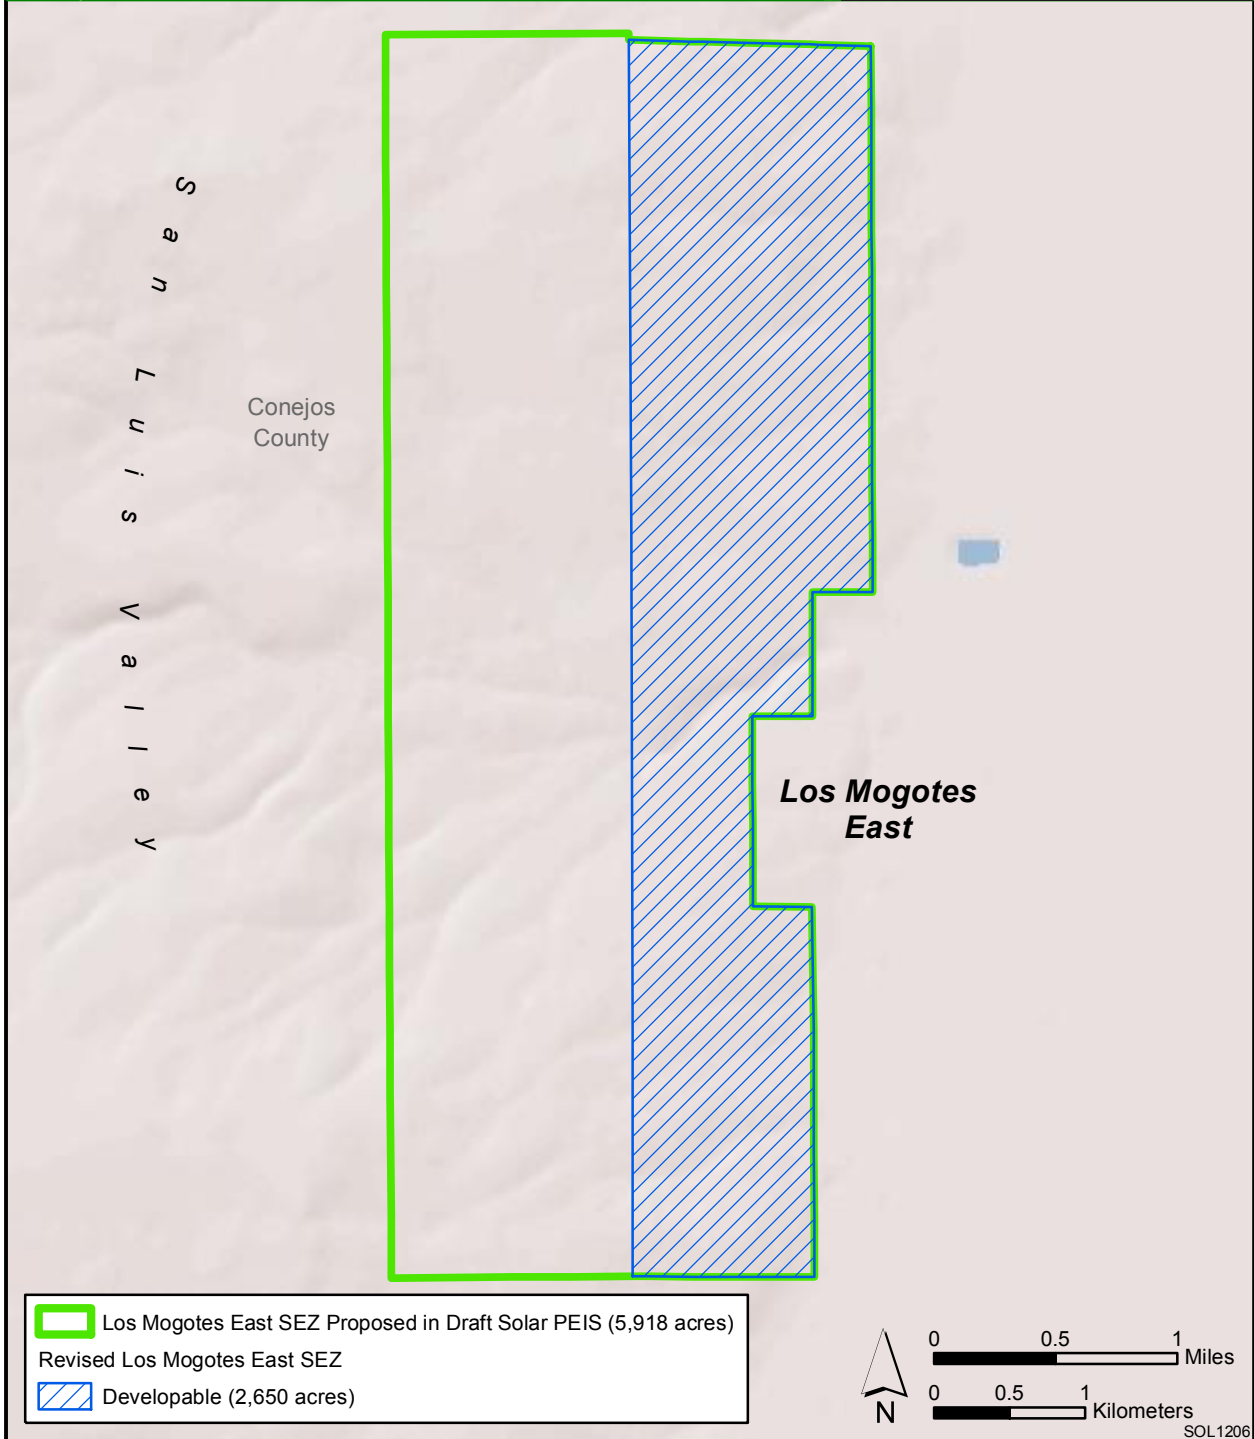 San Luis Valley
Conejos
County
Los Mogotes
East
Los Mogotes East SEZ Proposed in Draft Solar PEIS (5,918 acres)
Revised Los Mogotes East SEZ
Developable (2,650 acres)
N
0 0.5 1
Miles
0 0.5 1
Kilometers
SOL1206